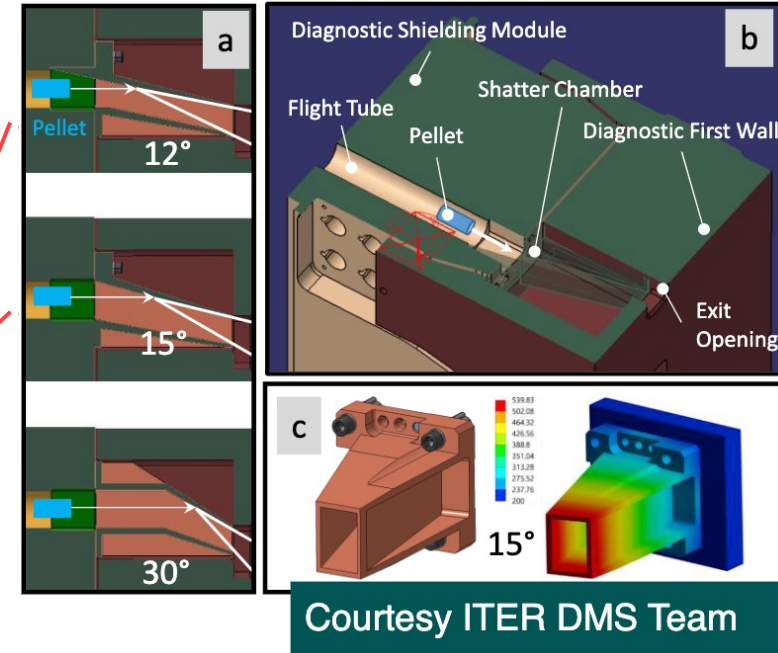 a
Pellet
12°
15°
30°
b
Diagnostic Shielding Module
Shatter Chamber
Flight Tube
Pellet
Diagnostic First Wall
Exit
Opening
c
539.83
502.08
464.32
426.56
388.8
351.04
313.28
275.52
237.76
200
15°
Courtesy ITER DMS Team